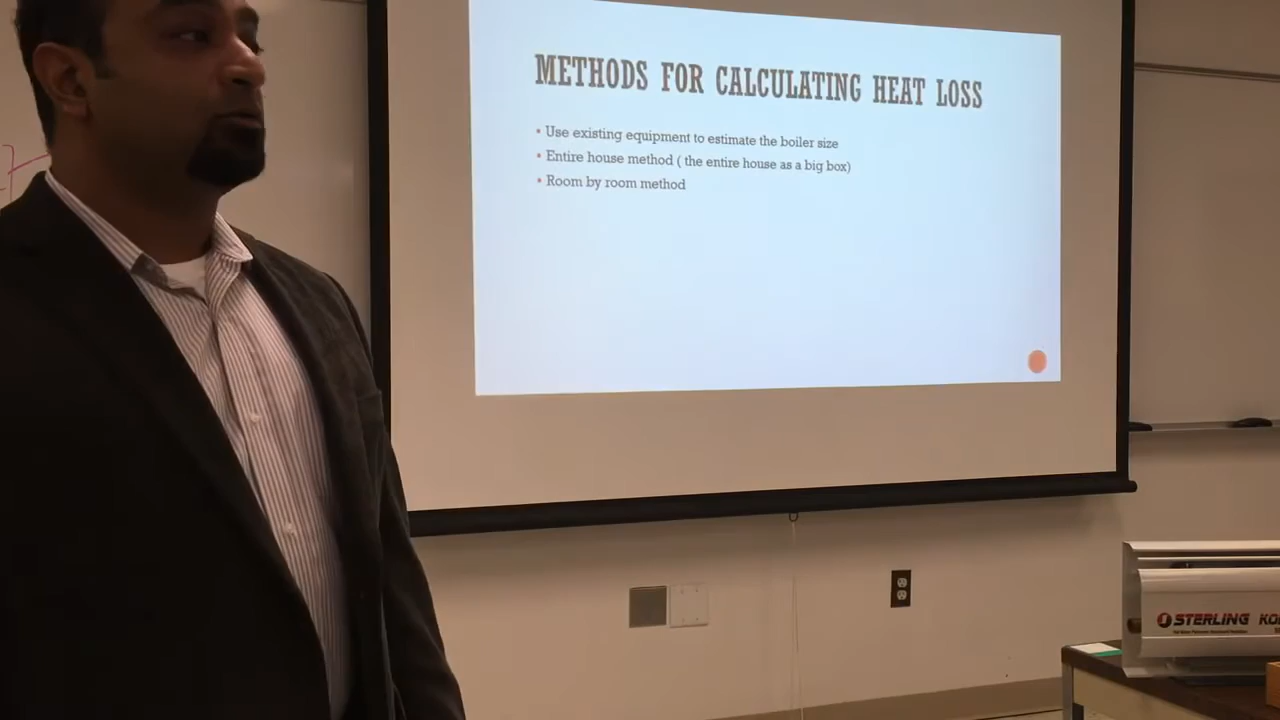 METHODS FOR CALCULATING HEAT LOSS
• Use existing equipment to estimate the boiler size
• Entire house method ( the entire house as a big box)
• Room by room method
STERLING